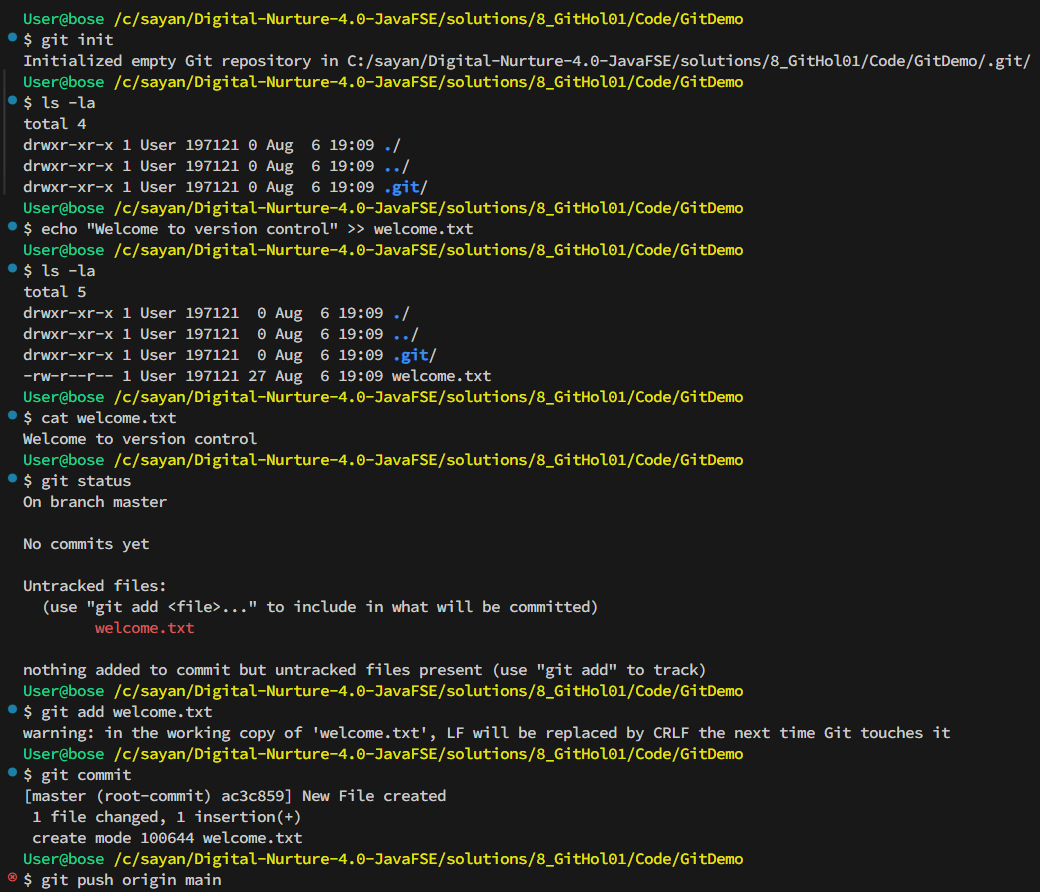 User@bose /c/sayan/Digital-Nurture-4.0-JavaFSE/solutions/8_GitHol01/Code/GitDemo
$ git init
Initialized empty Git repository in C:/sayan/Digital-Nurture-4.0-JavaFSE/solutions/8_GitHol01/Code/GitDemo/.git/
User@bose /c/sayan/Digital-Nurture-4.0-JavaFSE/solutions/8_GitHol01/Code/GitDemo
$ ls -la
total 4
drwxr-xr-x 1 User 197121 0 Aug  6 19:09 ./
drwxr-xr-x 1 User 197121 0 Aug  6 19:09 ../
drwxr-xr-x 1 User 197121 0 Aug  6 19:09 .git/
User@bose /c/sayan/Digital-Nurture-4.0-JavaFSE/solutions/8_GitHol01/Code/GitDemo
$ echo "Welcome to version control" >> welcome.txt
User@bose /c/sayan/Digital-Nurture-4.0-JavaFSE/solutions/8_GitHol01/Code/GitDemo
$ ls -la
total 5
drwxr-xr-x 1 User 197121  0 Aug  6 19:09 ./
drwxr-xr-x 1 User 197121  0 Aug  6 19:09 ../
drwxr-xr-x 1 User 197121  0 Aug  6 19:09 .git/
-rw-r--r-- 1 User 197121 27 Aug  6 19:09 welcome.txt
User@bose /c/sayan/Digital-Nurture-4.0-JavaFSE/solutions/8_GitHol01/Code/GitDemo
$ cat welcome.txt
Welcome to version control
User@bose /c/sayan/Digital-Nurture-4.0-JavaFSE/solutions/8_GitHol01/Code/GitDemo
$ git status
On branch master

No commits yet

Untracked files:
  (use "git add <file>..." to include in what will be committed)
        welcome.txt

nothing added to commit but untracked files present (use "git add" to track)
User@bose /c/sayan/Digital-Nurture-4.0-JavaFSE/solutions/8_GitHol01/Code/GitDemo
$ git add welcome.txt
warning: in the working copy of 'welcome.txt', LF will be replaced by CRLF the next time Git touches it
User@bose /c/sayan/Digital-Nurture-4.0-JavaFSE/solutions/8_GitHol01/Code/GitDemo
$ git commit
[master (root-commit) ac3c859] New File created
 1 file changed, 1 insertion(+)
 create mode 100644 welcome.txt
User@bose /c/sayan/Digital-Nurture-4.0-JavaFSE/solutions/8_GitHol01/Code/GitDemo
$ git push origin main